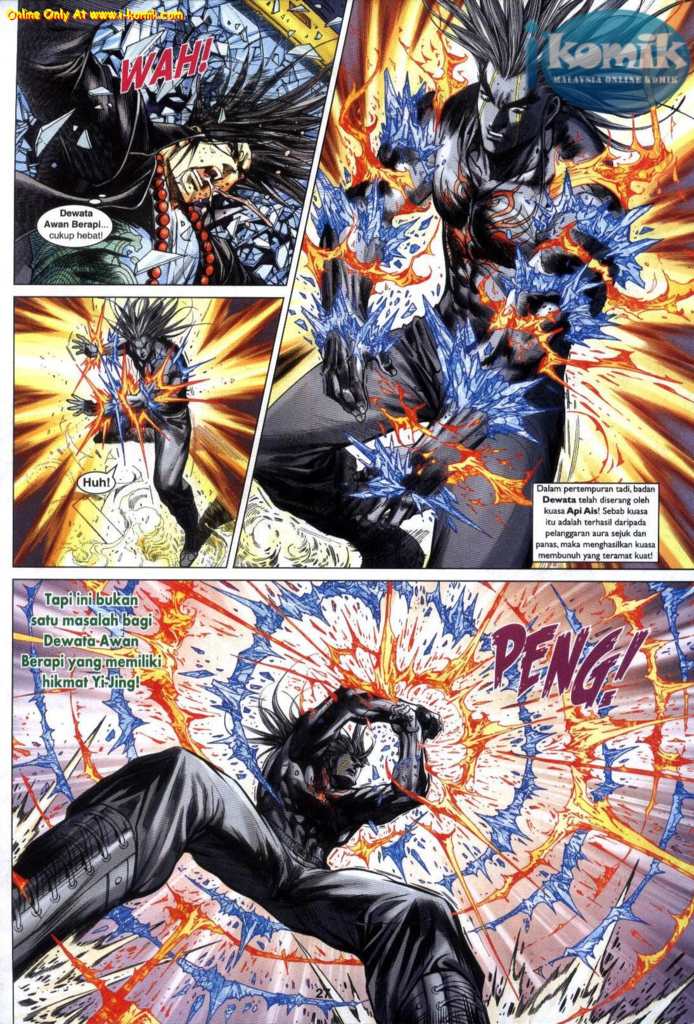 Online Only At www.i-komik.com
WAH!
Dewata
Awan Berapi...
cukup hebat!
i komik
MALAYSIA ONLINE KOMIK
Huh!
Dalam pertempuran tadi, badan
Dewata telah diserang oleh
kuasa Api Ais! Sebab kuasa
itu adalah terhasil daripada
pelanggaran aura sejuk dan
panas, maka menghasilkan kuasa
membunuh yang teramat kuat!
Tapi ini bukan
satu masalah bagi
Dewata-Awan
Berapi yang memiliki
hikmat Yi-Jing!
PENG!
27